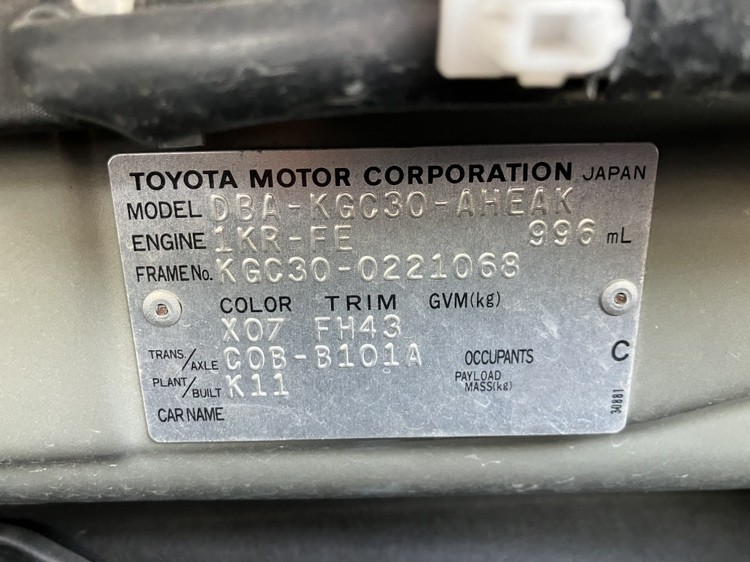 TOYOTA MOTOR CORPORATION JAPAN
MODEL DBA-KGC30-AHEAK
ENGINE 1KR-FE 996 mL
FRAME No. KGC30-0221068
COLOR TRIM GVM(kg)
X07 FH43
TRANS./AXLE C0B-B101A OCCUPANTS C
PLANT/BUILT K11 PAYLOAD MASS(kg)
CAR NAME
30881